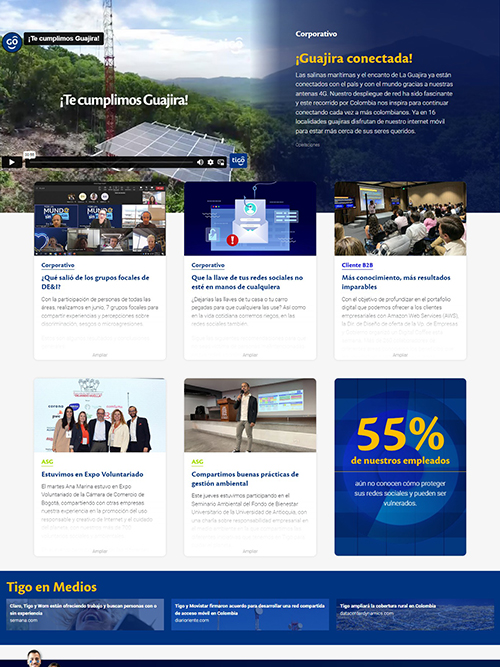 GO
¡Te cumplimos Guajira!
¡Te cumplimos Guajira!
tigo
Corporativo
¡Guajira conectada!
Las salinas marítimas y el encanto de La Guajira ya están
conectados con el país y con el mundo gracias a nuestras
antenas 4G. Nuestro despliegue de red ha sido fascinante
y este recorrido por Colombia nos inspira para continuar
conectando cada vez a más colombianos. Ya en 16
localidades guajiras disfrutan de nuestro internet móvil
para estar más cerca de sus seres queridos.
Operaciones
MUNDO
MUNDO
Corporativo
¿Qué salió de los grupos focales de
DE&I?
Con la participación de personas de todas las
áreas, realizamos en junio, 7 grupos focales para
compartir experiencias y percepciones sobre
discriminación, sesgos o microagresiones.
Ampliar
Corporativo
Que la llave de tus redes sociales no
esté en manos de cualquiera
¿Dejarías las llaves de tu casa o tu carro
pegadas para que cualquiera las use? Así como
en la vida cotidiana corremos riegos, en las
redes sociales también.
Ampliar
Cliente B2B
Más conocimiento, más resultados
imparables
Con el objetivo de profundizar en el portafolio
digital que podemos ofrecer a los clientes
empresariales con Amazon Web Services (AWS),
la Dir. de Diseño de oferta de la Vp. de Empresas
Ampliar
ASG
Estuvimos en Expo Voluntariado
El martes Ana Marina estuvo en Expo
Voluntariado de la Cámara de Comercio de
Bogotá, compartiendo con otras empresas
nuestra experiencia en la promoción del uso
responsable y creativo de Internet y el cuidado
Ampliar
ASG
Compartimos buenas prácticas de
gestión ambiental
Este jueves estuvimos participando en el
Seminario Ambiental del Fondo de Bienestar
Universitario de la Universidad de Antioquia, con
una charla sobre responsabilidad empresarial en
Ampliar
55%
de nuestros empleados
aún no conocen cómo proteger
sus redes sociales y pueden ser
vulnerados.
Tigo en Medios
Claro, Tigo y Wom están ofreciendo trabajo y buscan personas con o
sin experiencia
semana.com
Tigo y Movistar firmaron acuerdo para desarrollar una red compartida
de acceso móvil en Colombia
diarioriente.com
Tigo ampliará la cobertura rural en Colombia
datacenterdynamics.com